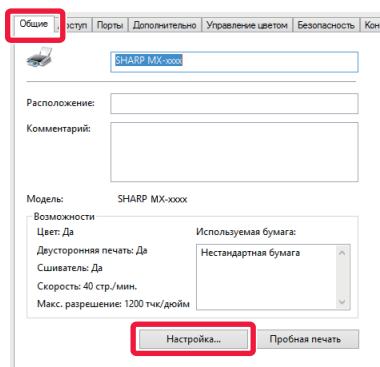 Общие Доступ Порты Дополнительно Управление цветом Безопасность
SHARP MX-xxxx
Расположение:
Комментарий:
Модель: SHARP MX-xxxx
Возможности
Цвет: Да Используемая бумага:
Двусторонняя печать: Да Нестандартная бумага
Сшиватель: Да
Скорость: 40 стр./мин.
Макс. разрешение: 1200 тчк/дюйм
Настройка... Пробная печать